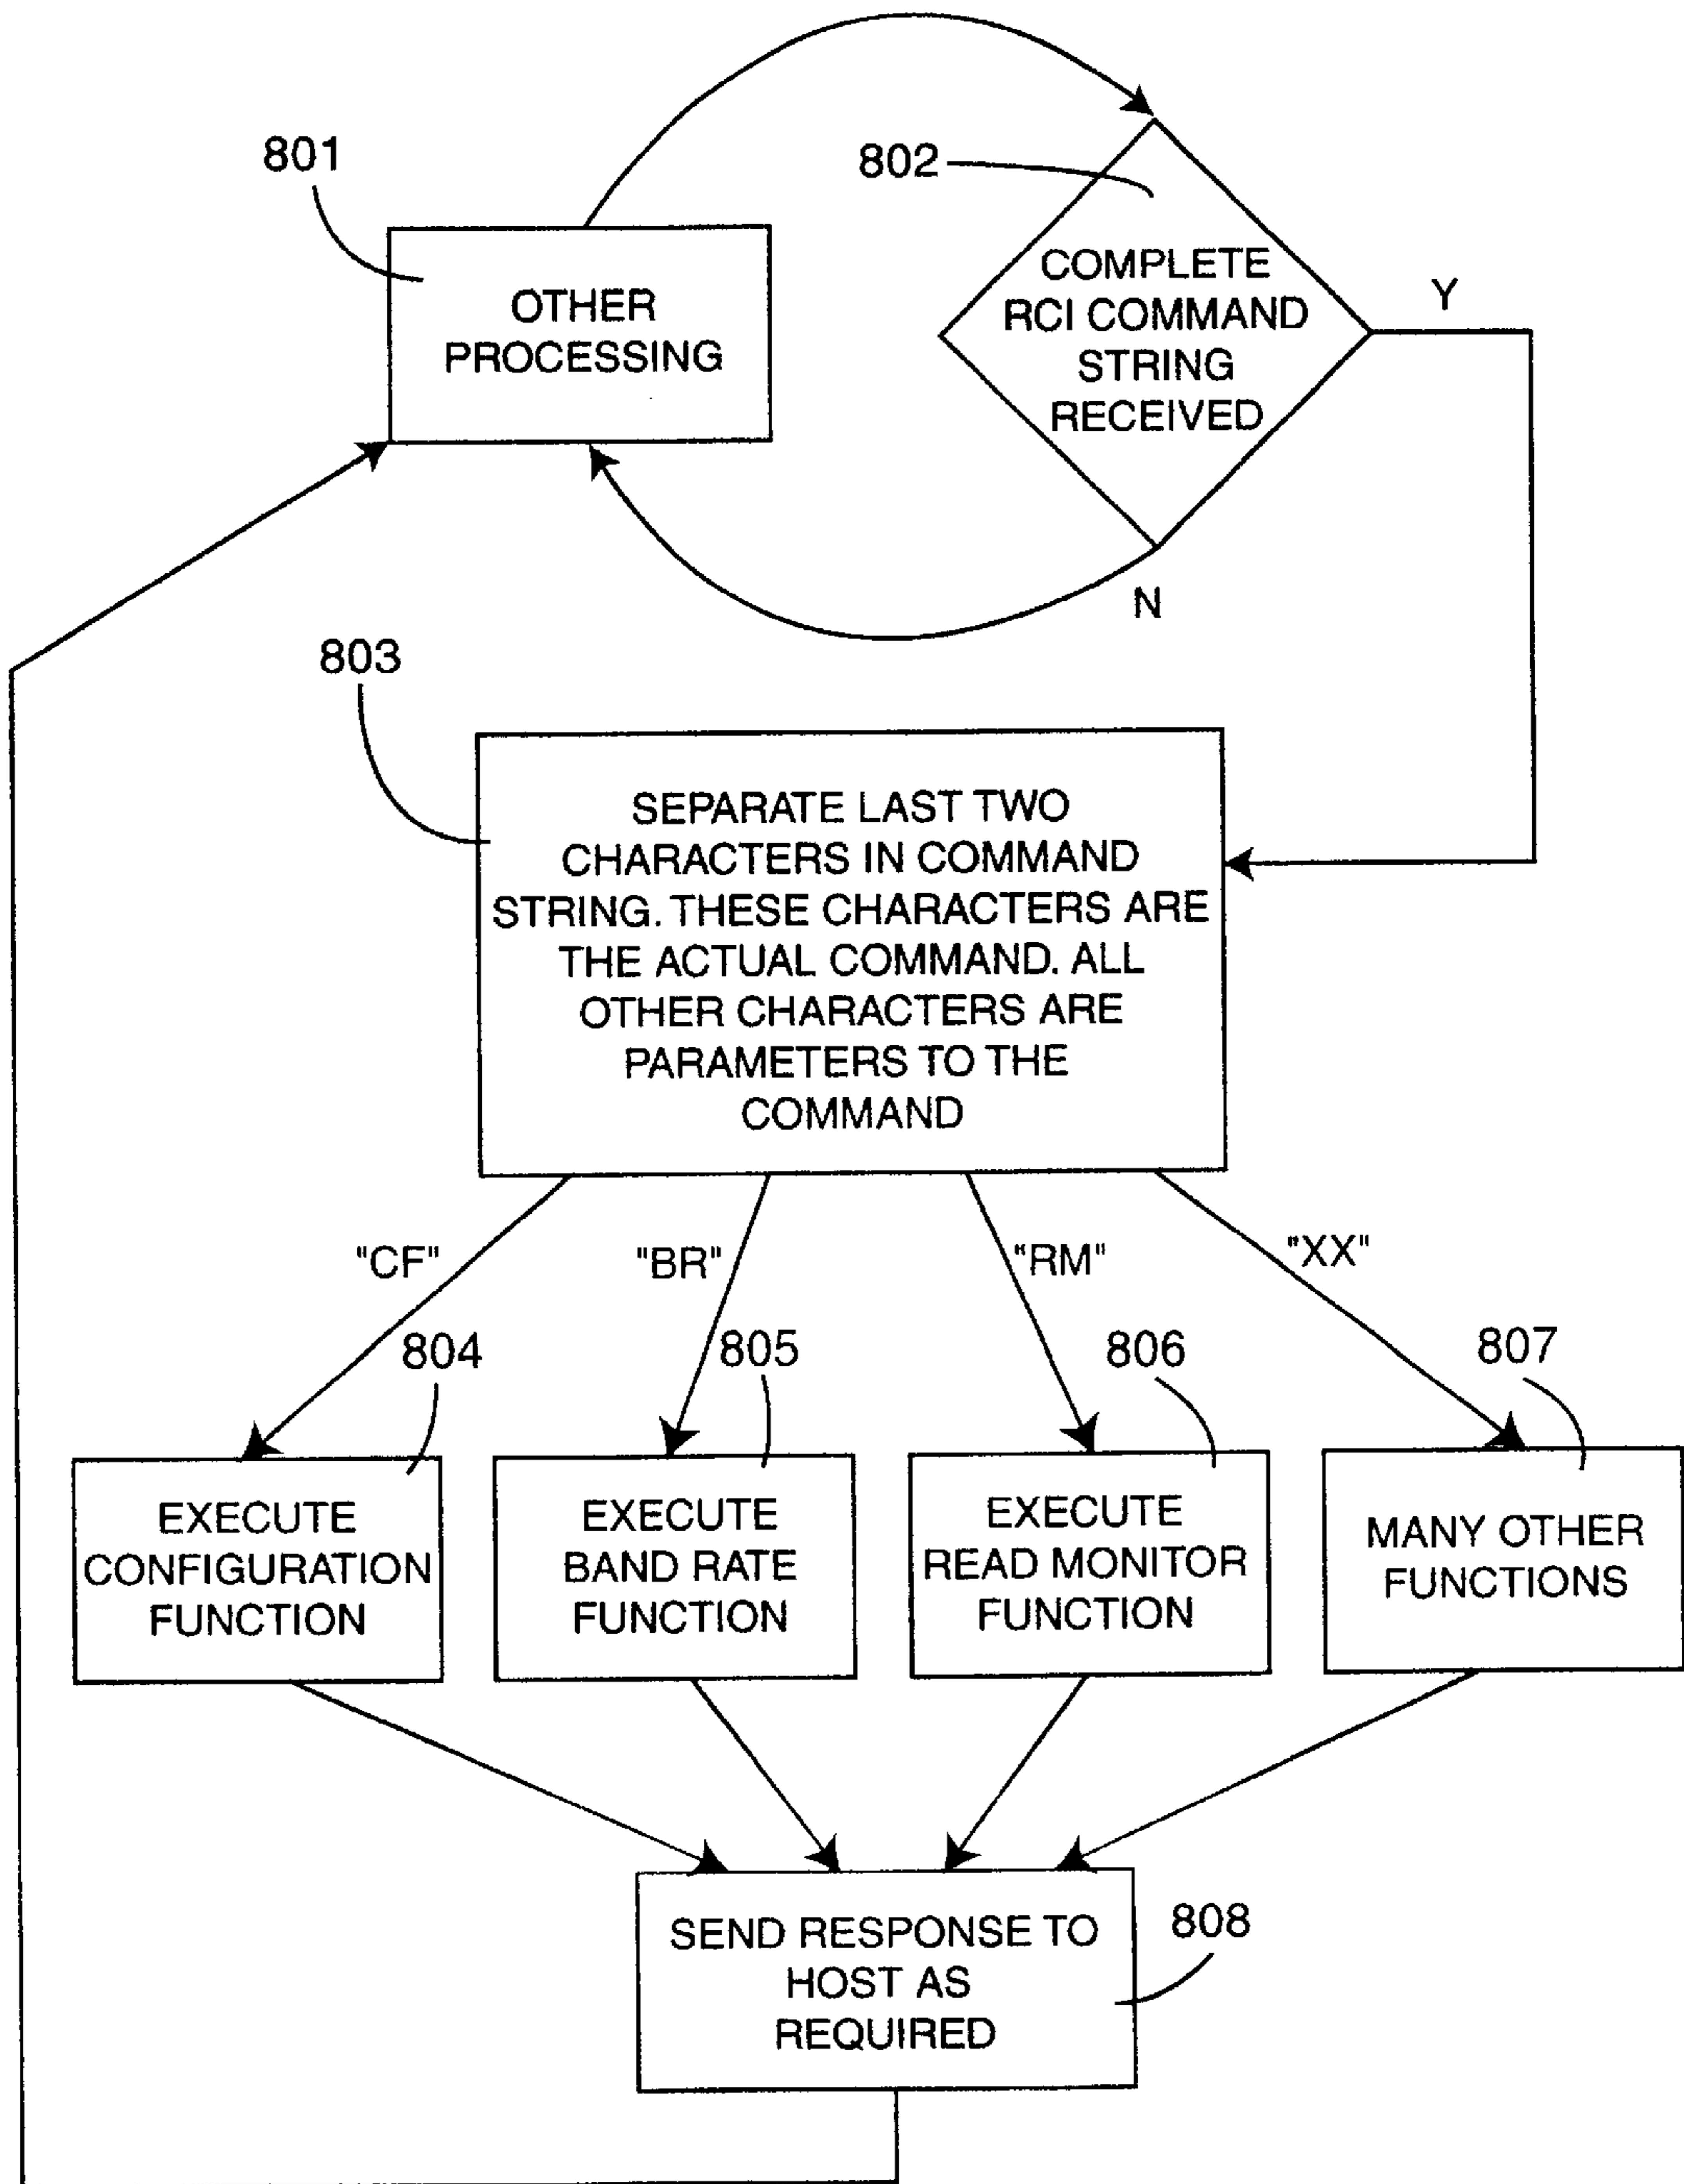 801
802
OTHER
PROCESSING
COMPLETE
RCI COMMAND
STRING
RECEIVED
Y
N
803
SEPARATE LAST TWO
CHARACTERS IN COMMAND
STRING. THESE CHARACTERS ARE
THE ACTUAL COMMAND. ALL
OTHER CHARACTERS ARE
PARAMETERS TO THE
COMMAND
"CF"
"BR"
"RM"
"XX"
804
805
806
807
EXECUTE
CONFIGURATION
FUNCTION
EXECUTE
BAND RATE
FUNCTION
EXECUTE
READ MONITOR
FUNCTION
MANY OTHER
FUNCTIONS
SEND RESPONSE TO
HOST AS
REQUIRED
808